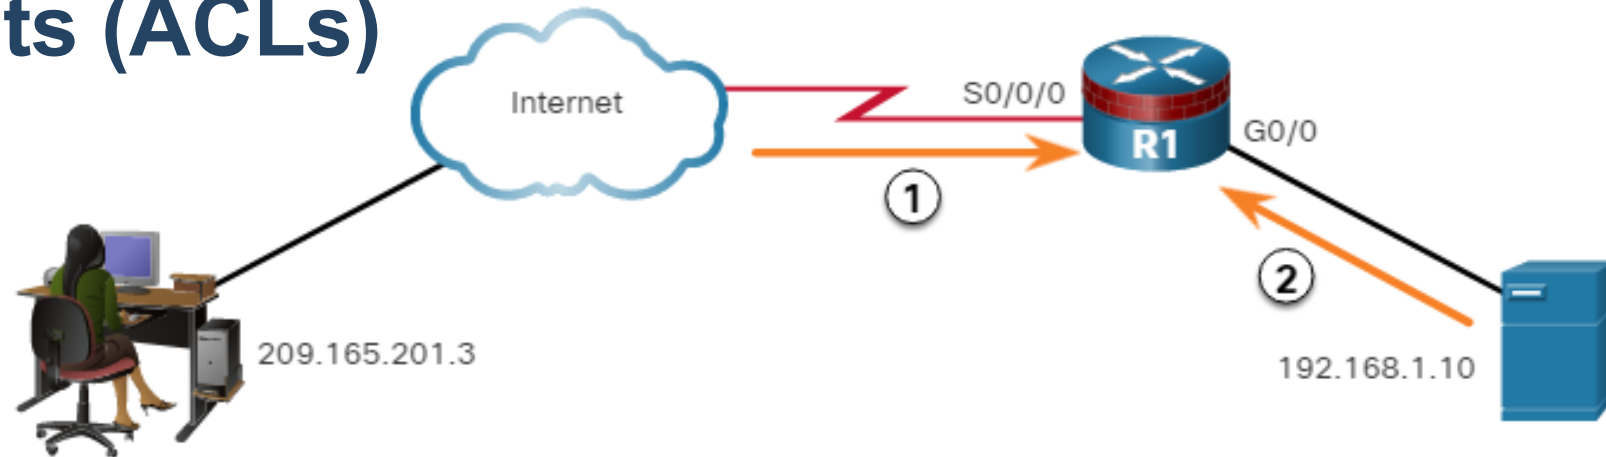 ts (ACLs)
Internet
S0/0/0
R1
G0/0
1
2
209.165.201.3
192.168.1.10